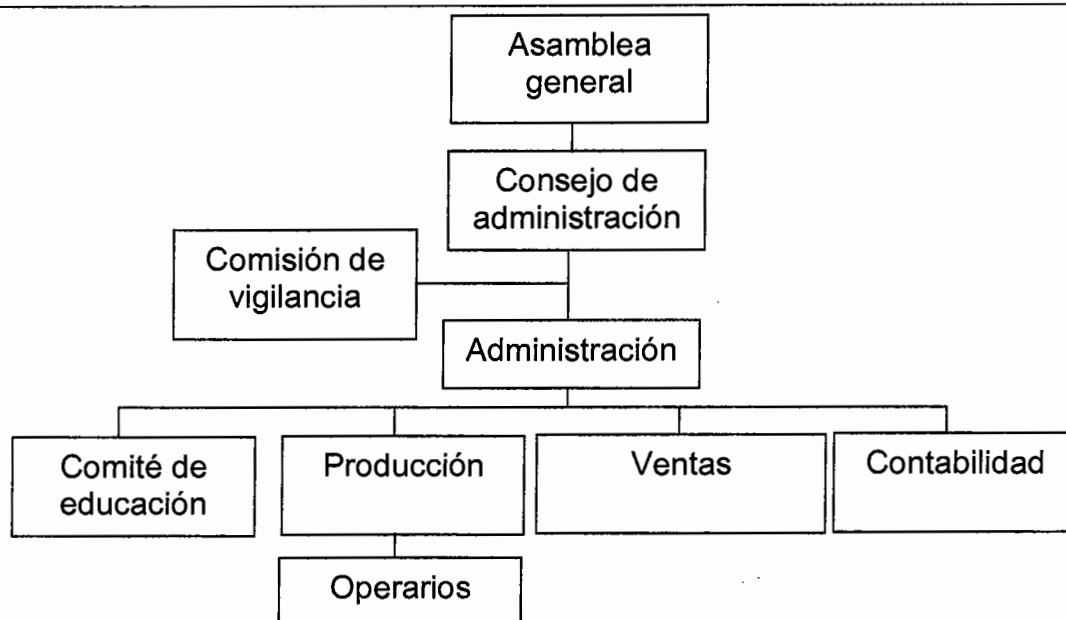 Asamblea
general
Consejo de
administración
Comisión de
vigilancia
Administración
Comité de
educación
Producción
Ventas
Contabilidad
Operarios